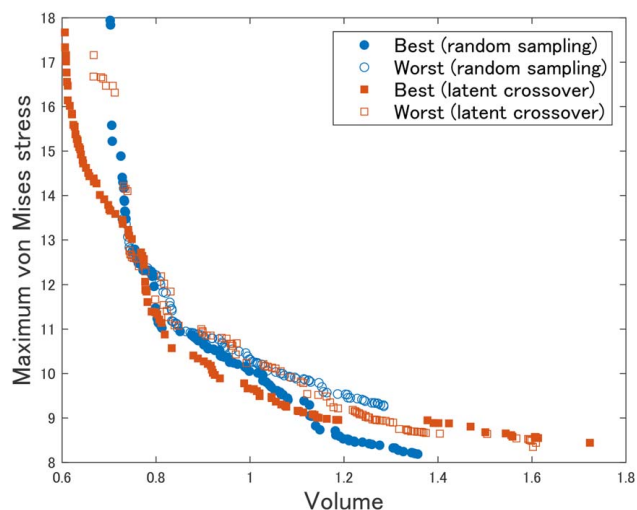 18
17
16
15
14
13
12
11
10
9
8
Maximum von Mises stress
Best (random sampling)
Worst (random sampling)
Best (latent crossover)
Worst (latent crossover)
0.6 0.8 1 1.2 1.4 1.6 1.8
Volume